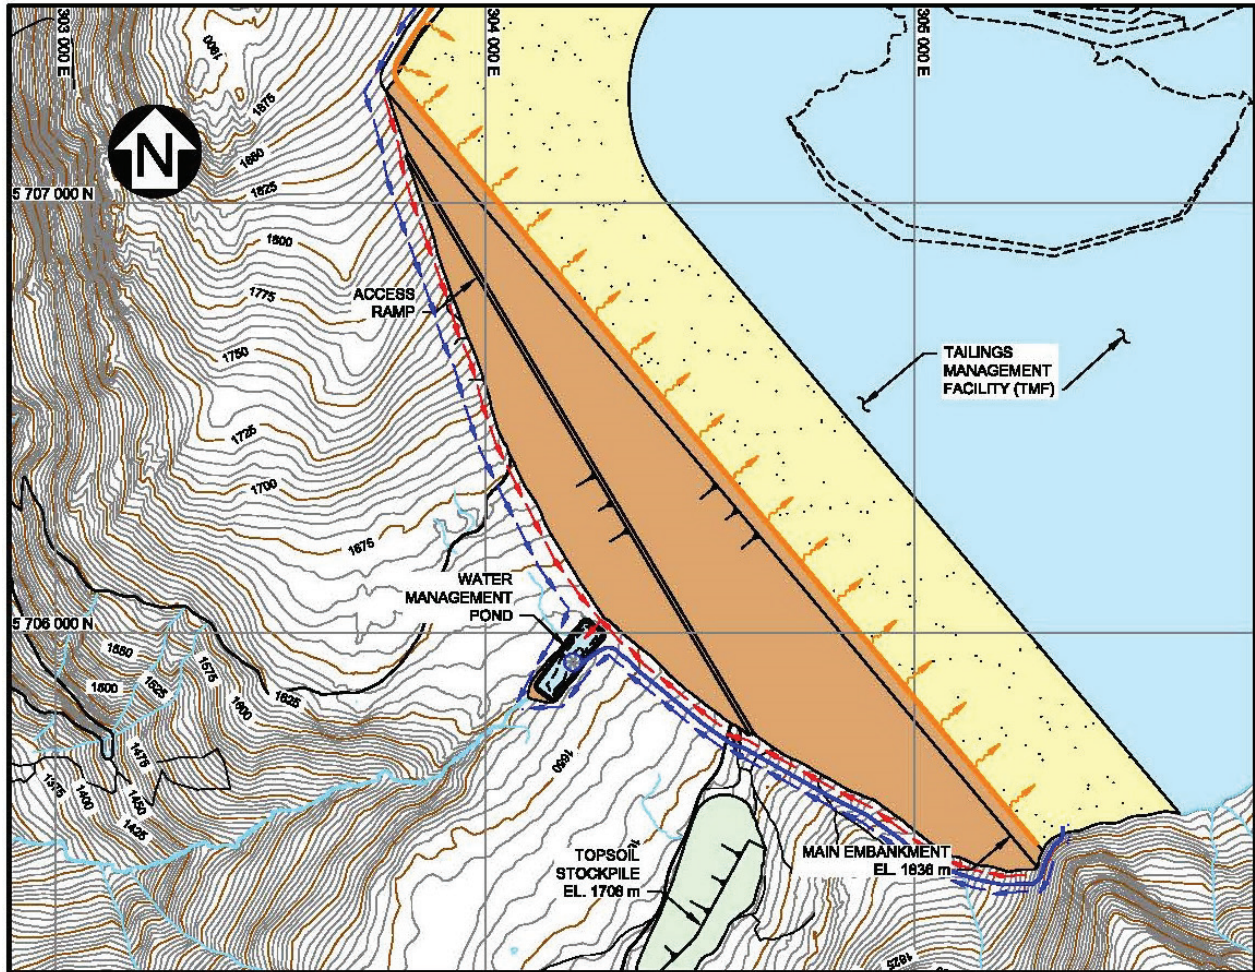 303 000 E
304 000 E
305 000 E
1900
1875
1850
N
1825
5 707 000 N
1800
1775
ACCESS
RAMP
1750
TAILINGS
MANAGEMENT
FACILITY (TMF)
1725
1700
1675
WATER
MANAGEMENT
POND
5 706 000 N
1550
1500
1525
1575
1600
1625
1650
1475
1375
1400
1450
1425
TOPSOIL
STOCKPILE
EL. 1708 m
MAIN EMBANKMENT
EL. 1836 m
1825